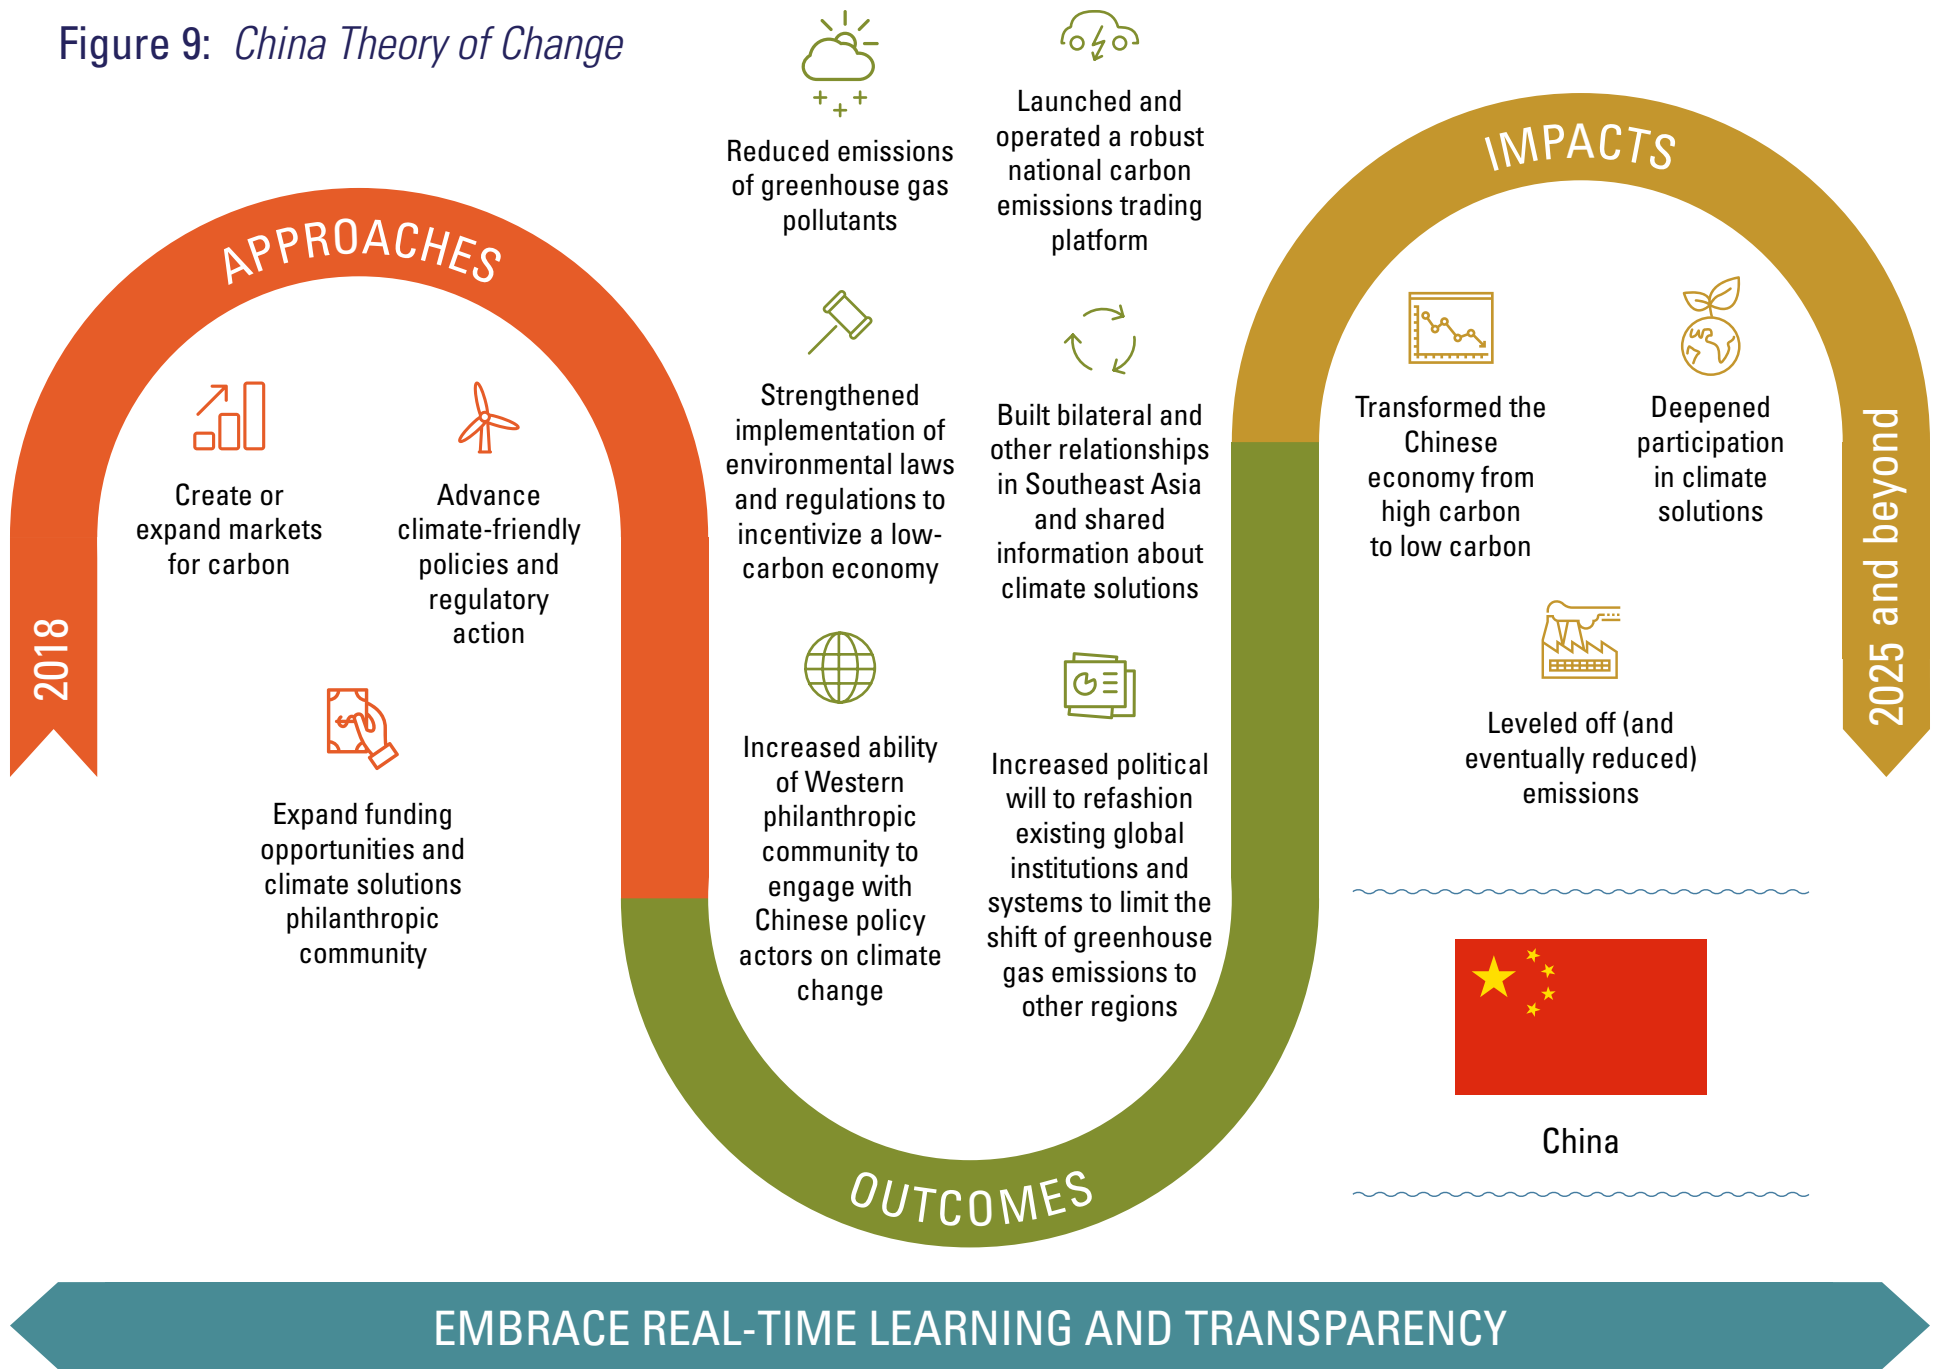 Figure 9: China Theory of Change
APPROACHES
2018
Create or
expand markets
for carbon
Advance
climate-friendly
policies and
regulatory
action
Expand funding
opportunities and
climate solutions
philanthropic
community
Reduced emissions
of greenhouse gas
pollutants
Launched and
operated a robust
national carbon
emissions trading
platform
Strengthened
implementation of
environmental laws
and regulations to
incentivize a low-
carbon economy
Built bilateral and
other relationships
in Southeast Asia
and shared
information about
climate solutions
Increased ability
of Western
philanthropic
community to
engage with
Chinese policy
actors on climate
change
Increased political
will to refashion
existing global
institutions and
systems to limit the
shift of greenhouse
gas emissions to
other regions
OUTCOMES
IMPACTS
Transformed the
Chinese
economy from
high carbon
to low carbon
Deepened
participation
in climate
solutions
Leveled off (and
eventually reduced)
emissions
2025 and beyond
China
EMBRACE REAL-TIME LEARNING AND TRANSPARENCY